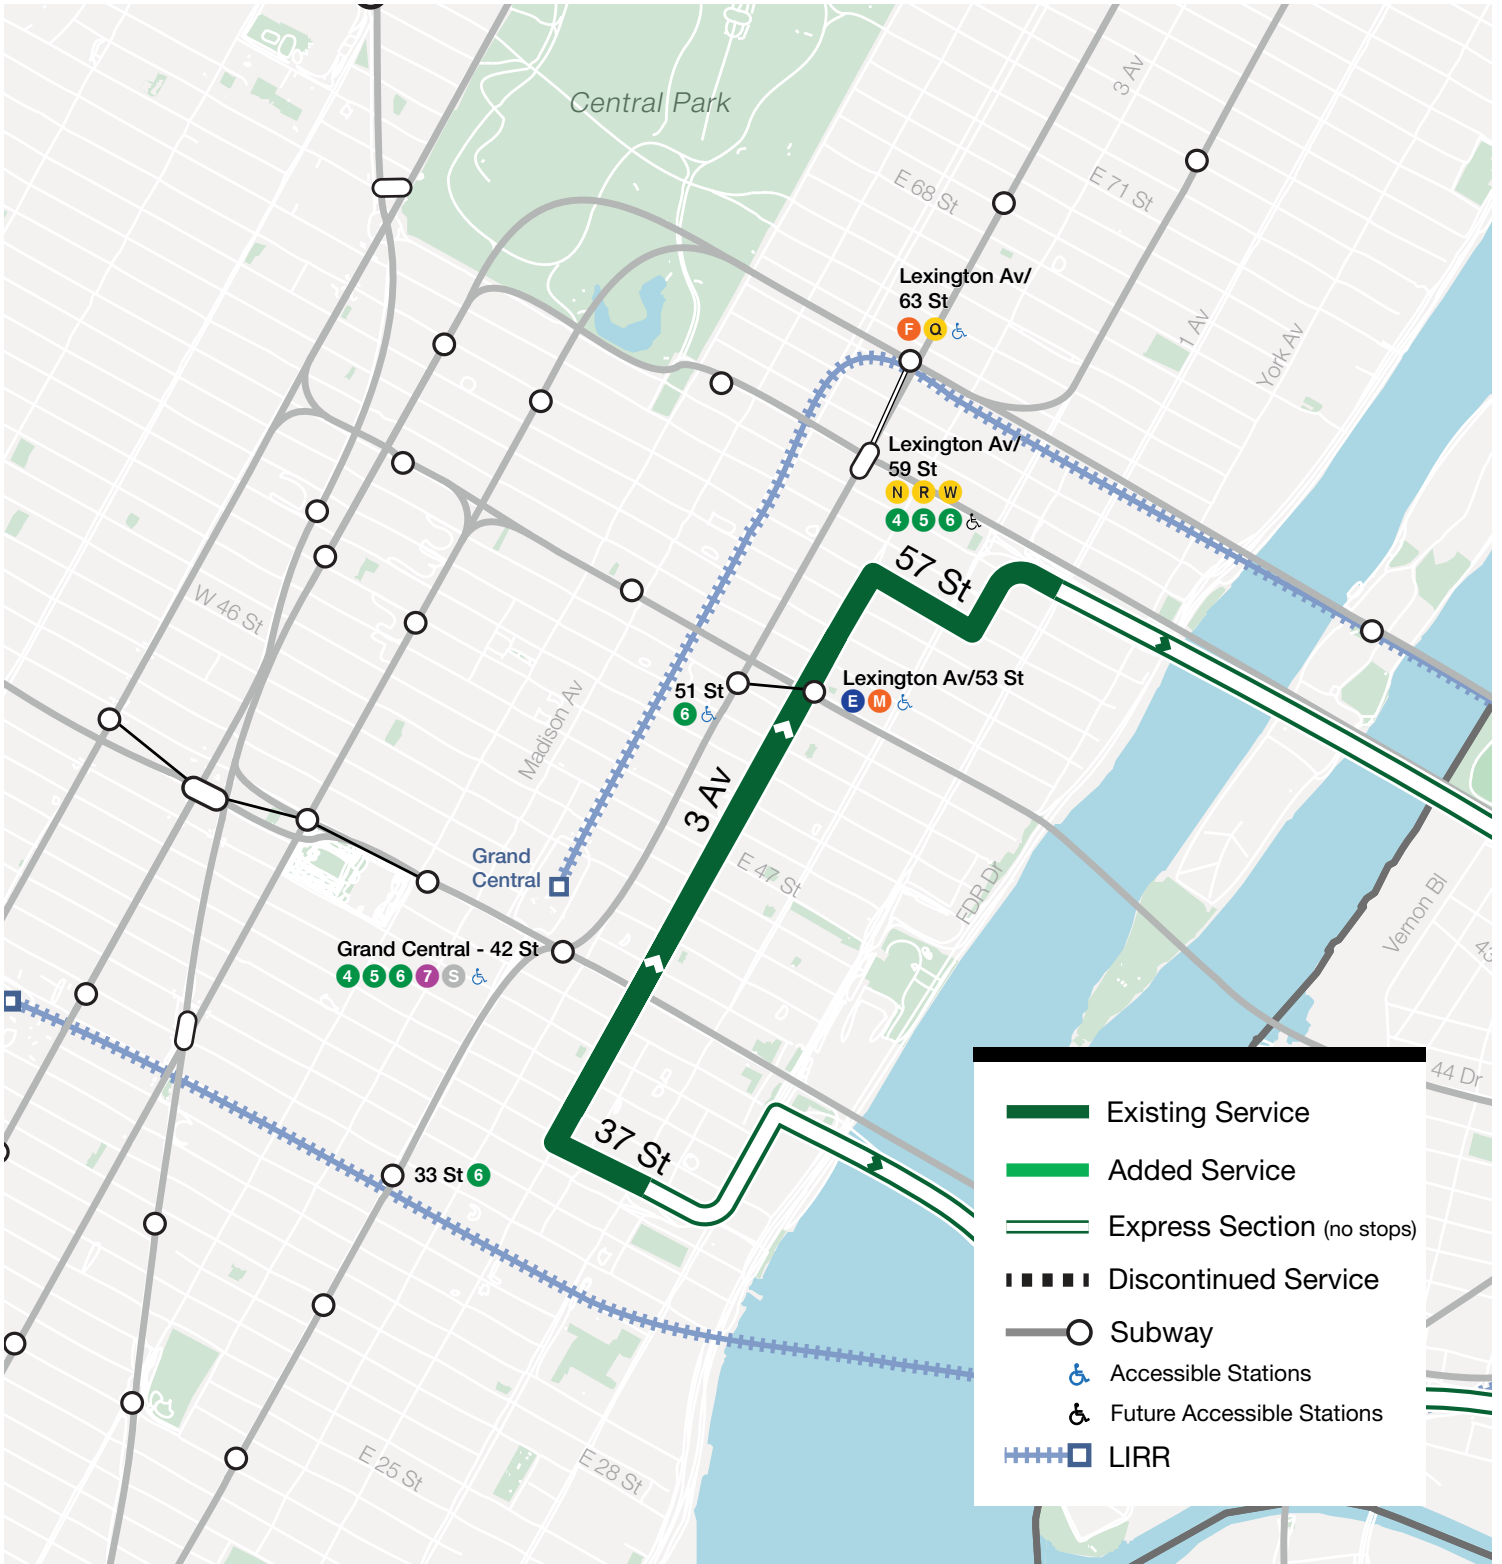 Central Park
3 Av
E 68 St
E 71 St
Lexington Av/
63 St
F Q
1 Av
York Av
Lexington Av/
59 St
N R W
4 5 6
57 St
W 46 St
Madison Av
51 St
6
Lexington Av/53 St
E M
3 Av
Grand
Central
E 47 St
FDR Dr
Vernon Bl
43
Grand Central - 42 St
4 5 6 7 S
44 Dr
37 St
33 St 6
E 25 St
E 28 St
Existing Service
Added Service
Express Section (no stops)
Discontinued Service
Subway
Accessible Stations
Future Accessible Stations
LIRR